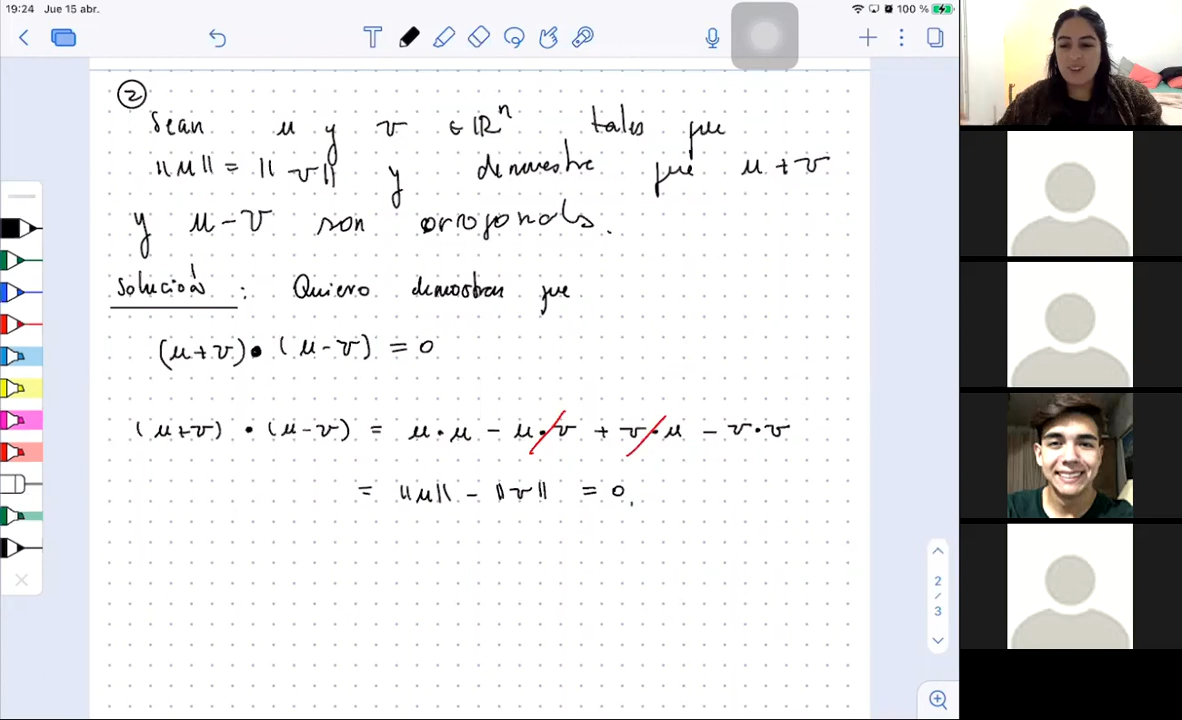 19:24 Jue 15 abr. 100 %
②
Sean u y v ∈ ℝⁿ tales que
||u|| = ||v|| y demuestre que u + v
y u - v son orogonals.
Solución : Quiero demostrar que
(u+v) • (u-v) = 0
(u+v) • (u-v) = u·u - u·v + v·u - v·v
= ||u|| - ||v|| = 0.
2
/
3